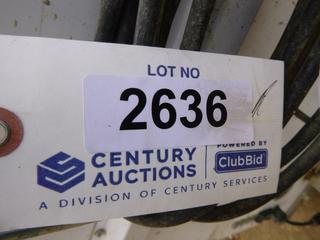 LOT NO
2636
CENTURY
AUCTIONS
POWERED BY
ClubBid
A DIVISION OF CENTURY SERVICES